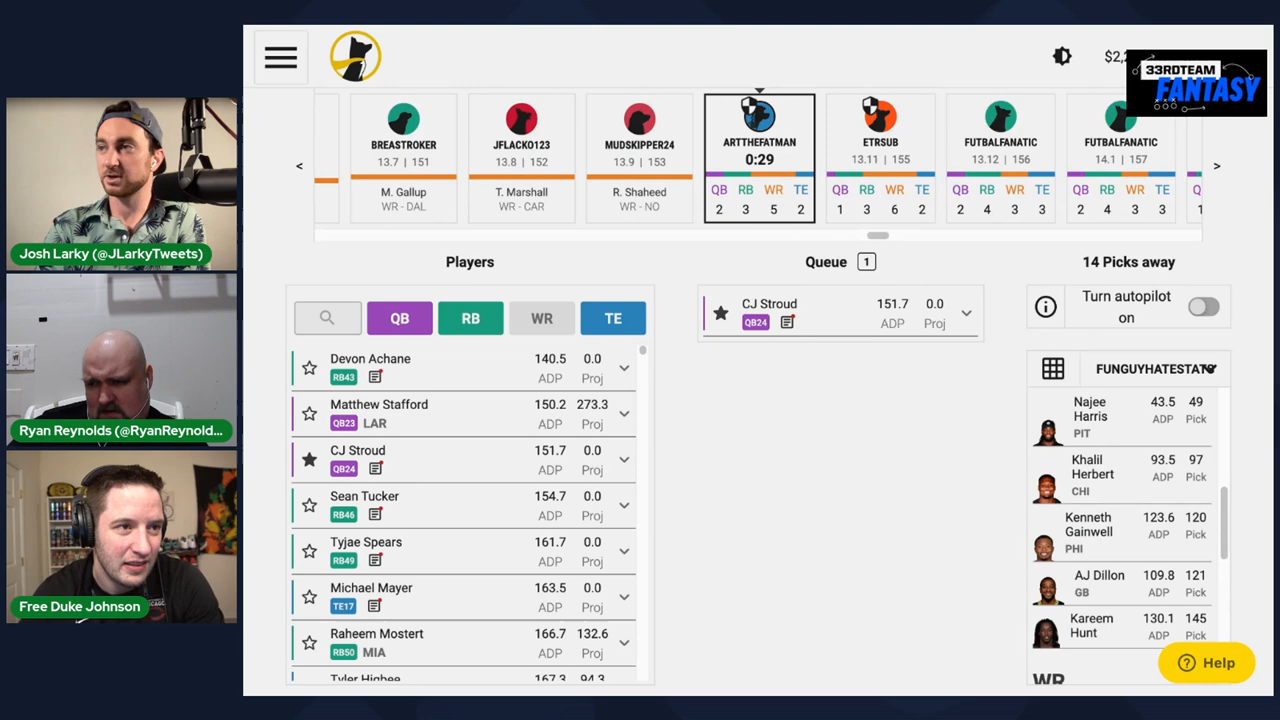 Josh Larky (@JLarkyTweets)
Ryan Reynolds (@RyanReynold...
Free Duke Johnson
$2,
33RDTEAM
FANTASY
<
BREASTROKER
13.7 | 151
M. Gallup
WR - DAL
JFLACKO123
13.8 | 152
T. Marshall
WR - CAR
MUDSKIPPER24
13.9 | 153
R. Shaheed
WR - NO
ARTTHEFATMAN
0:29
QB RB WR TE
2 3 5 2
ETRSUB
13.11 | 155
QB RB WR TE
1 3 6 2
FUTBALFANATIC
13.12 | 156
QB RB WR TE
2 4 3 3
FUTBALFANATIC
14.1 | 157
QB RB WR TE
2 4 3 3
>
Players
QB RB WR TE
Devon Achane 140.5 0.0
RB43 ADP Proj
Matthew Stafford 150.2 273.3
QB23 LAR ADP Proj
CJ Stroud 151.7 0.0
QB24 ADP Proj
Sean Tucker 154.7 0.0
RB46 ADP Proj
Tyjae Spears 161.7 0.0
RB49 ADP Proj
Michael Mayer 163.5 0.0
TE17 ADP Proj
Raheem Mostert 166.7 132.6
RB50 MIA ADP Proj
Tyler Higbee 167.3 94.3
Queue 1
CJ Stroud 151.7 0.0
QB24 ADP Proj
14 Picks away
Turn autopilot
on
FUNGUYHATESTATS
Najee 43.5 49
Harris ADP Pick
PIT
Khalil 93.5 97
Herbert ADP Pick
CHI
Kenneth 123.6 120
Gainwell ADP Pick
PHI
AJ Dillon 109.8 121
GB ADP Pick
Kareem 130.1 145
Hunt ADP Pick
WR
Help